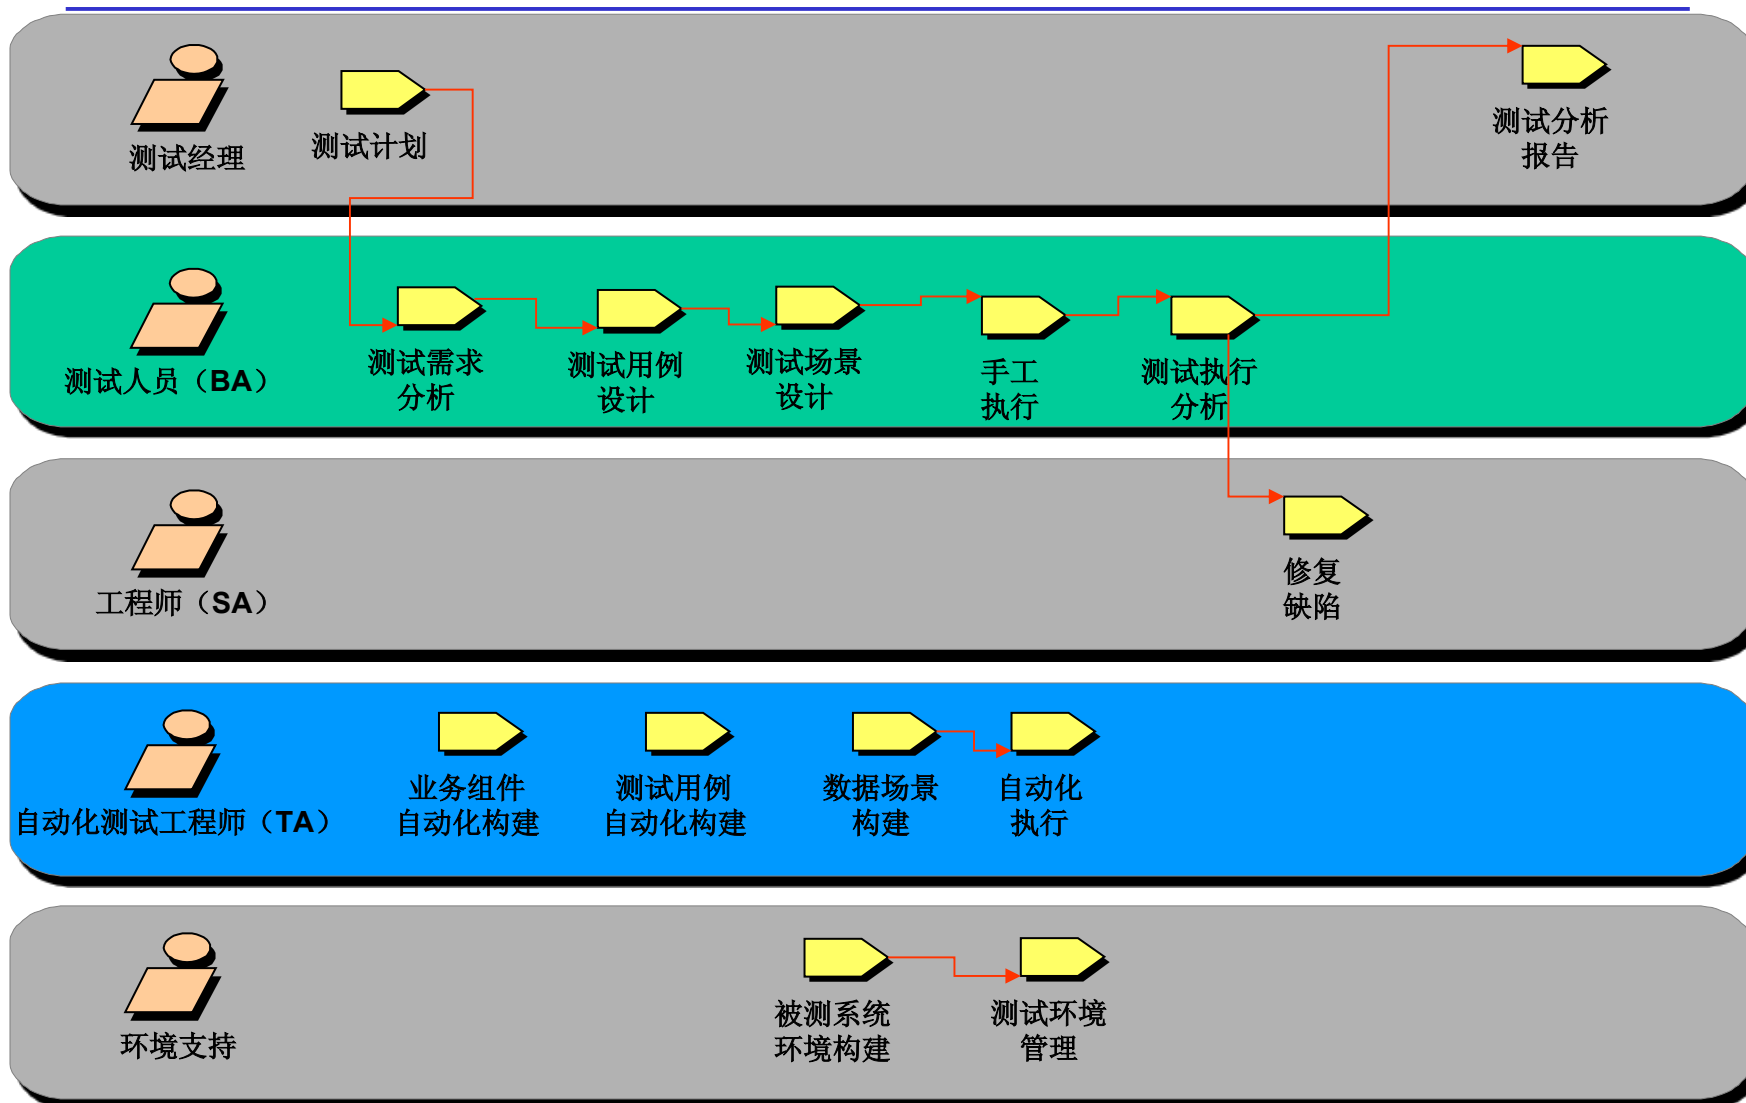 测试经理
测试计划
测试分析
报告
测试人员（BA）
测试需求
分析
测试用例
设计
测试场景
设计
手工
执行
测试执行
分析
工程师（SA）
修复
缺陷
自动化测试工程师（TA）
业务组件
自动化构建
测试用例
自动化构建
数据场景
构建
自动化
执行
环境支持
被测系统
环境构建
测试环境
管理